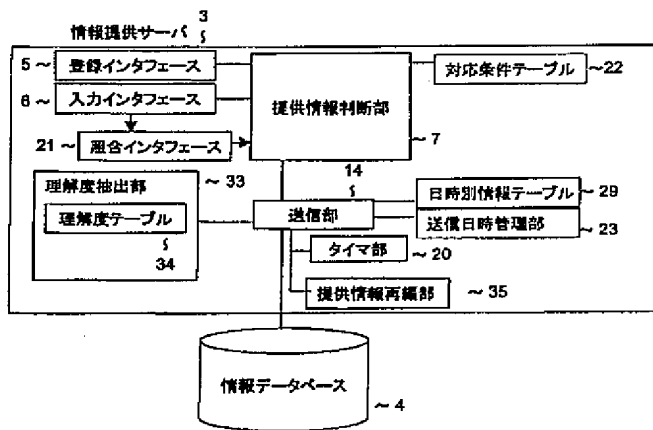 情報提供サーバ 3
5 登録インタフェース
対応条件テーブル 22
6 入力インタフェース
提供情報判断部
21 照合インタフェース
7
14
理解度抽出部 33
日時別情報テーブル 29
理解度テーブル
送信部
送信日時管理部 23
34
タイマ部 20
提供情報再編部 35
情報データベース
4